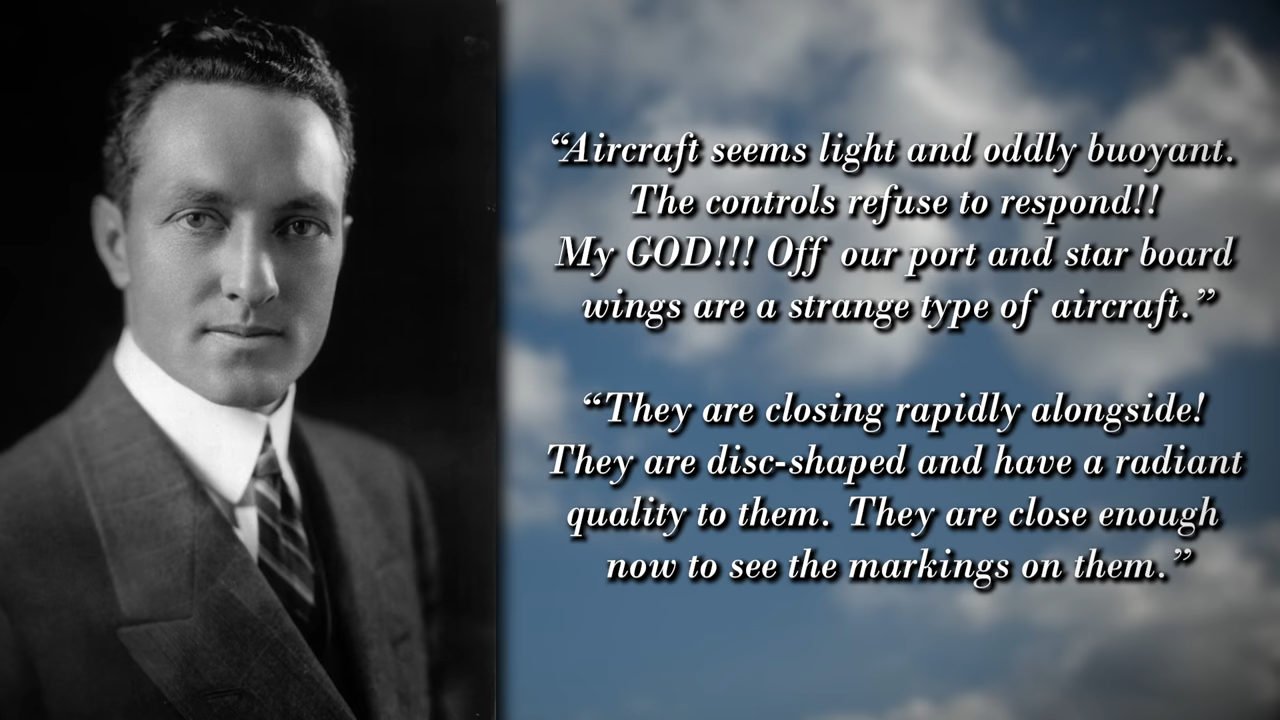 “Aircraft seems light and oddly buoyant.
The controls refuse to respond!!
My GOD!!! Off our port and star board
wings are a strange type of aircraft.”
“They are closing rapidly alongside!
They are disc-shaped and have a radiant
quality to them. They are close enough
now to see the markings on them.”